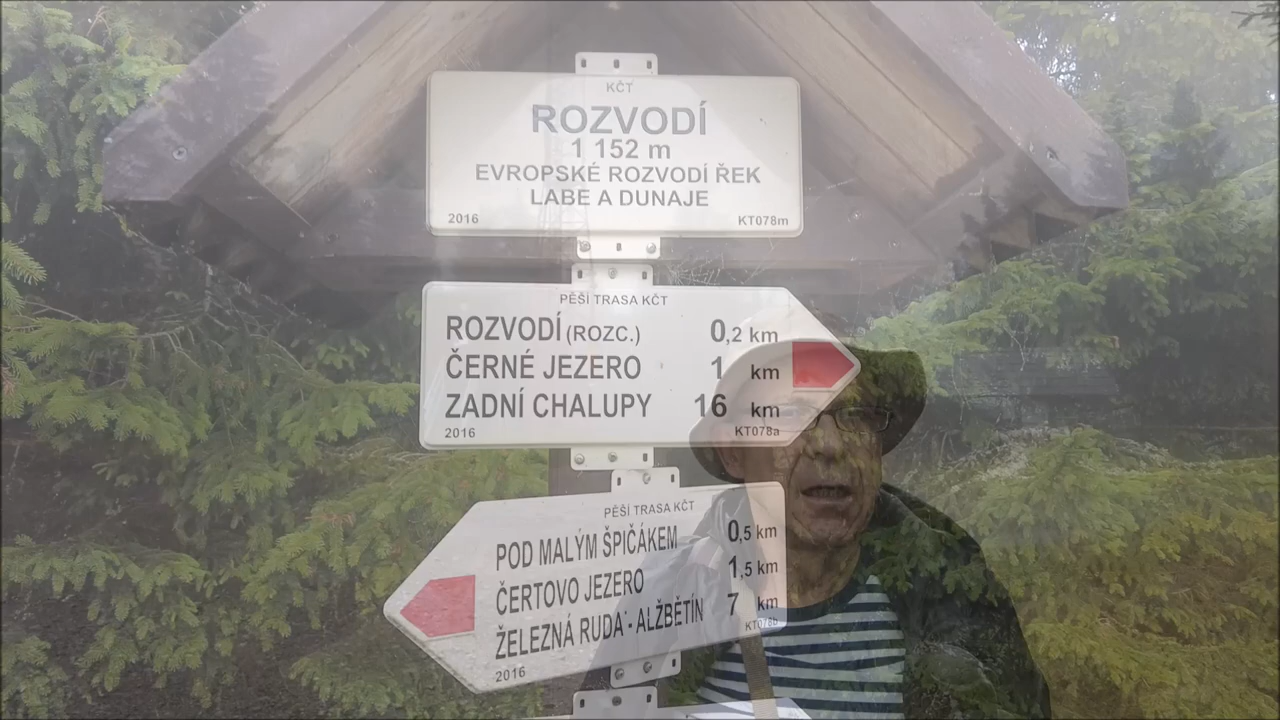 KČT
ROZVODÍ
1 152 m
EVROPSKÉ ROZVODÍ ŘEK
LABE A DUNAJE
2016 KT078m
PĚŠÍ TRASA KČT
ROZVODÍ (ROZC.) 0,2 km
ČERNÉ JEZERO 1 km
ZADNÍ CHALUPY 16 km
2016 KT078a
PĚŠÍ TRASA KČT
POD MALÝM ŠPIČÁKEM 0,5 km
ČERTOVO JEZERO 1,5 km
ŽELEZNÁ RUDA - ALŽBĚTÍN 7 km
2016 KT078b